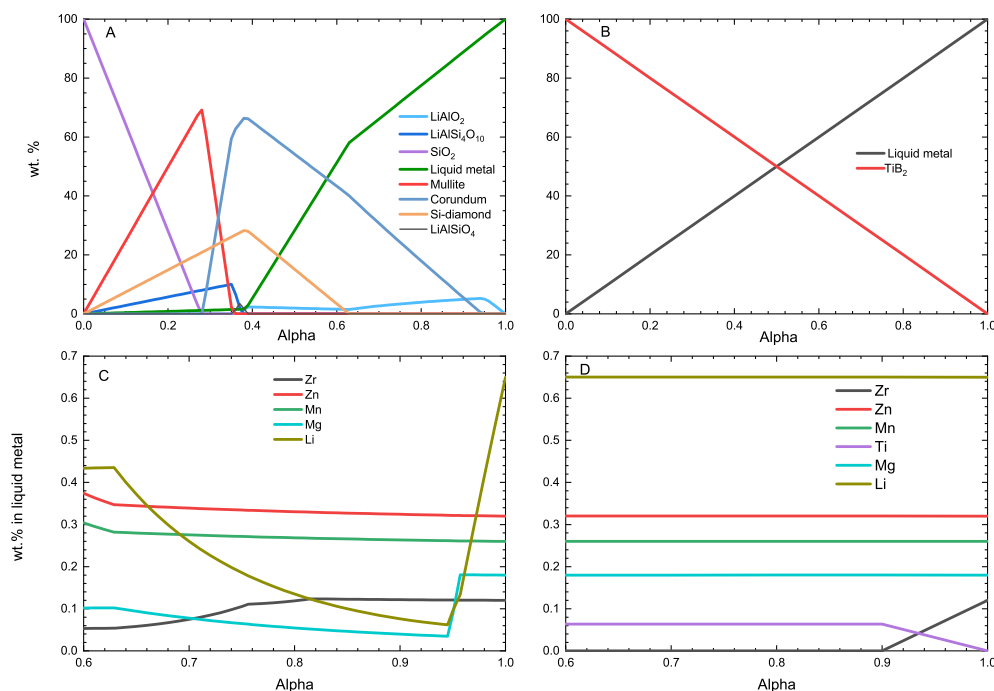 A
B
100
80
60
40
20
0
wt. %
LiAlO2
LiAlSi4O10
SiO2
Liquid metal
Mullite
Corundum
Si-diamond
LiAlSiO4
0.0 0.2 0.4 0.6 0.8 1.0
Alpha
100
80
60
40
20
0
Liquid metal
TiB2
0.0 0.2 0.4 0.6 0.8 1.0
Alpha
C
0.7
0.6
0.5
0.4
0.3
0.2
0.1
0.0
wt.% in liquid metal
Zr
Zn
Mn
Mg
Li
0.6 0.7 0.8 0.9 1.0
Alpha
D
0.7
0.6
0.5
0.4
0.3
0.2
0.1
0.0
Zr
Zn
Mn
Ti
Mg
Li
0.6 0.7 0.8 0.9 1.0
Alpha